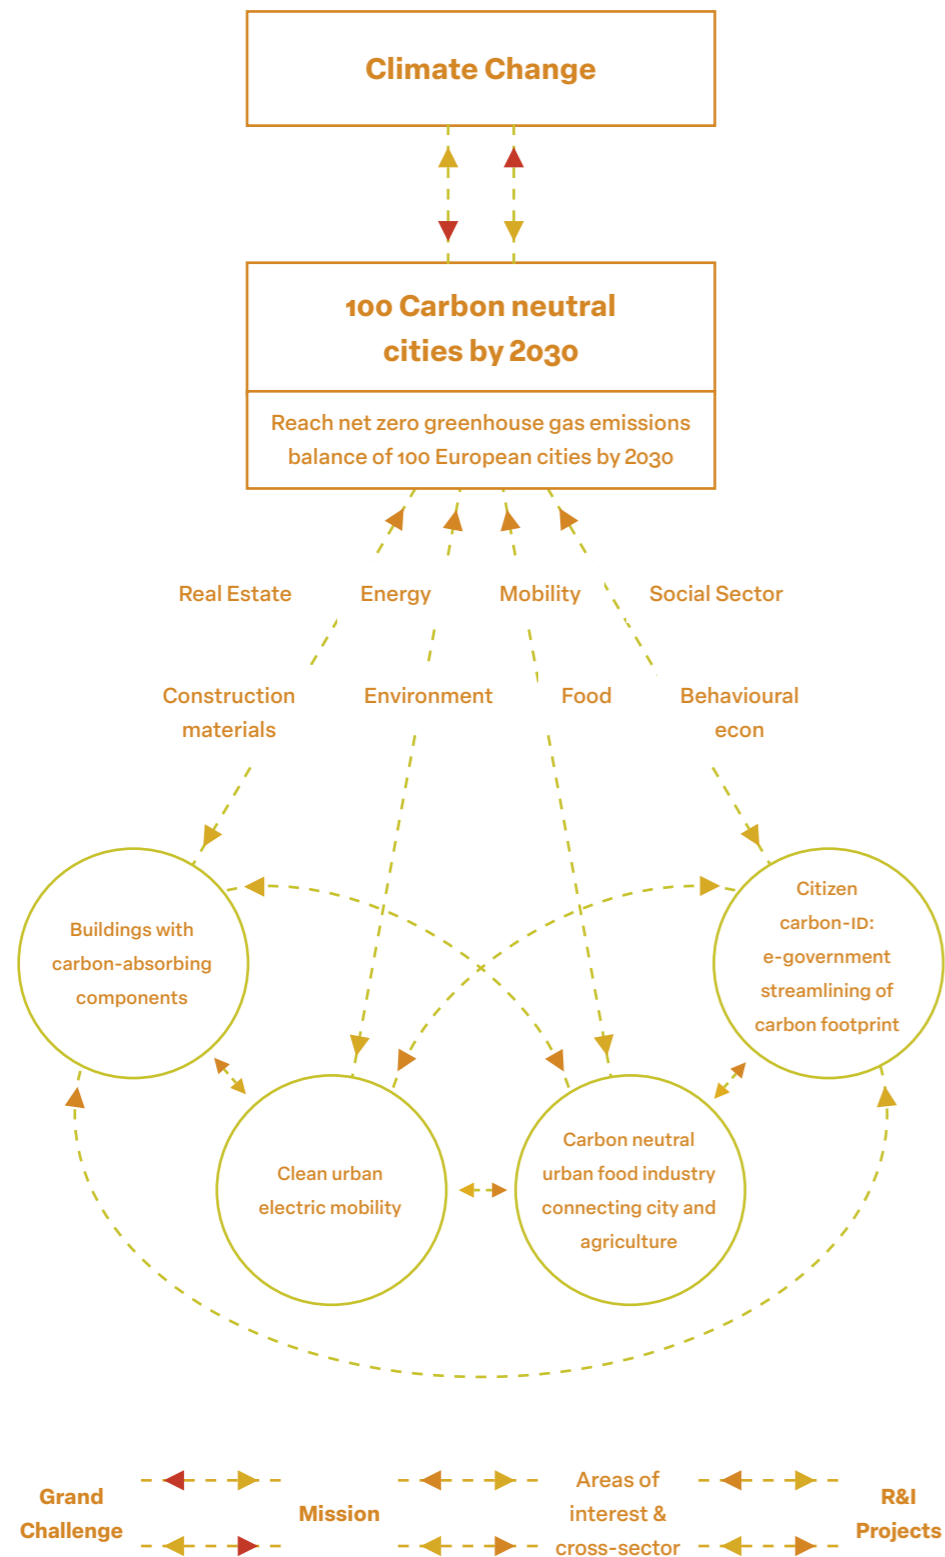 Climate Change
100 Carbon neutral
cities by 2030
Reach net zero greenhouse gas emissions
balance of 100 European cities by 2030
Real Estate
Energy
Mobility
Social Sector
Construction
materials
Environment
Food
Behavioural
econ
Buildings with
carbon-absorbing
components
Citizen
carbon-ID:
e-government
streamlining of
carbon footprint
Clean urban
electric mobility
Carbon neutral
urban food industry
connecting city and
agriculture
Grand
Challenge
Mission
Areas of
interest &
cross-sector
R&I
Projects